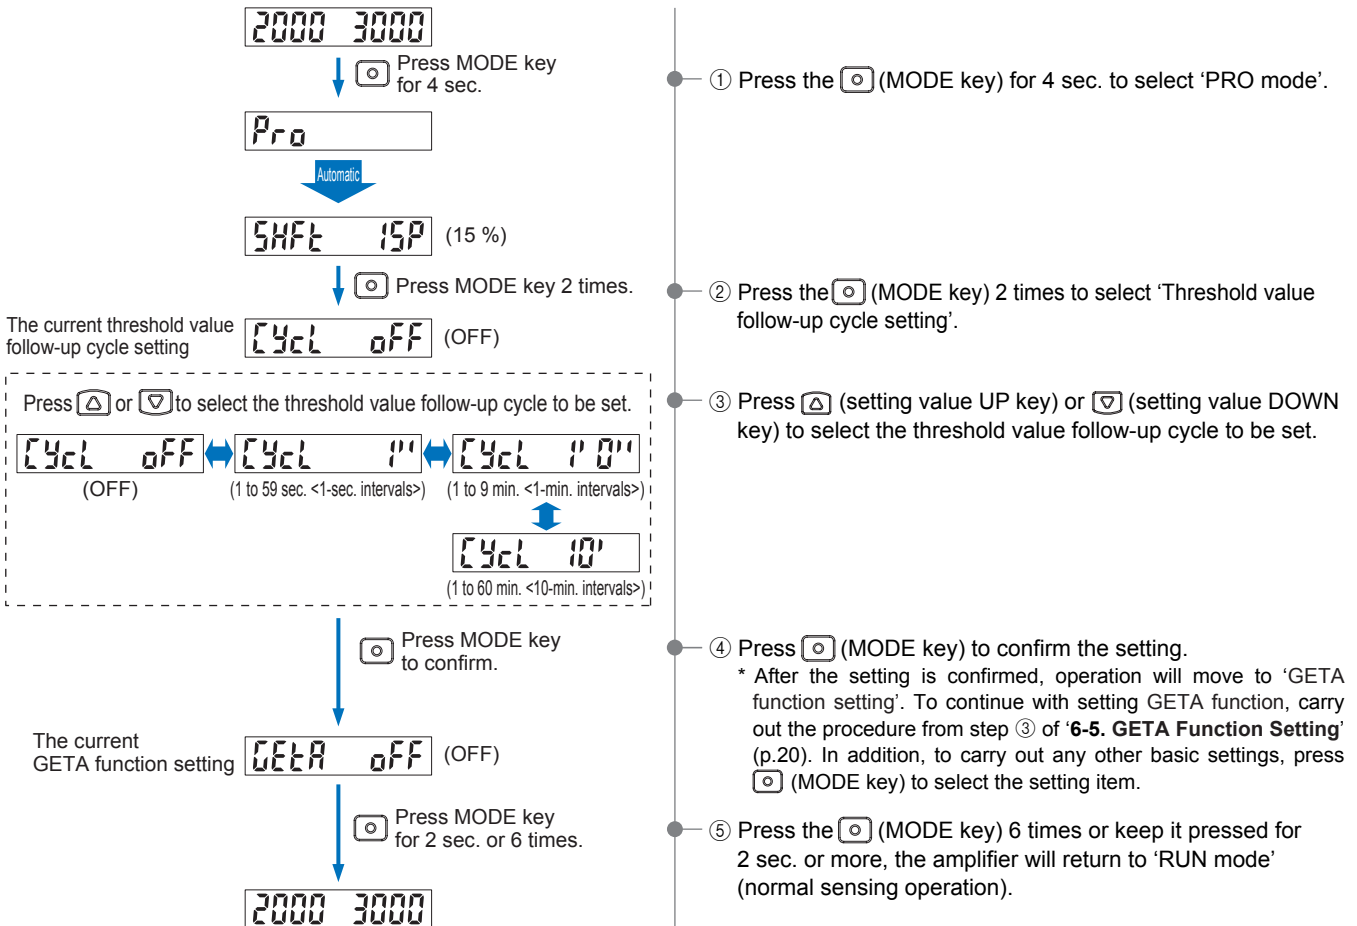 2000 3000
Press MODE key
for 4 sec.
Pro
Automatic
SHFt 15P (15 %)
Press MODE key 2 times.
The current threshold value
follow-up cycle setting
CYcL oFF (OFF)
Press or to select the threshold value follow-up cycle to be set.
CYcL oFF CYcL 1'' CYcL 1' 0''
(OFF) (1 to 59 sec. <1-sec. intervals>) (1 to 9 min. <1-min. intervals>)
CYcL 10'
(1 to 60 min. <10-min. intervals>)
Press MODE key
to confirm.
The current
GETA function setting
GEtA oFF (OFF)
Press MODE key
for 2 sec. or 6 times.
2000 3000
① Press the (MODE key) for 4 sec. to select ‘PRO mode’.
② Press the (MODE key) 2 times to select ‘Threshold value
follow-up cycle setting’.
③ Press (setting value UP key) or (setting value DOWN
key) to select the threshold value follow-up cycle to be set.
④ Press (MODE key) to confirm the setting.
* After the setting is confirmed, operation will move to ‘GETA
function setting’. To continue with setting GETA function, carry
out the procedure from step ③ of ‘6-5. GETA Function Setting’
(p.20). In addition, to carry out any other basic settings, press
(MODE key) to select the setting item.
⑤ Press the (MODE key) 6 times or keep it pressed for
2 sec. or more, the amplifier will return to ‘RUN mode’
(normal sensing operation).